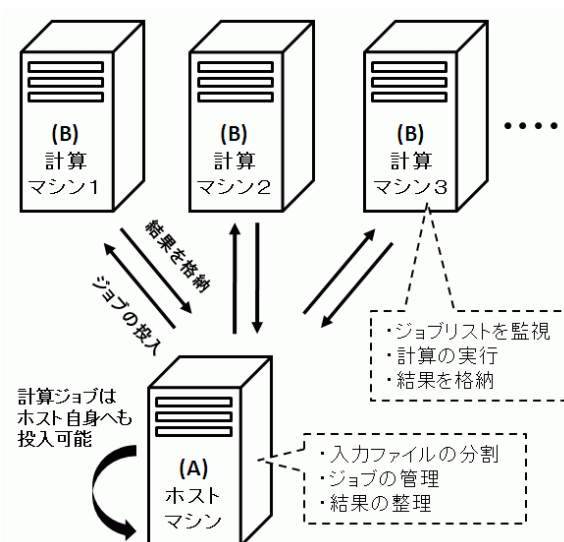 (B)
計算
マシン1
(B)
計算
マシン2
(B)
計算
マシン3
‥‥
結果を格納
ジョブの投入
・ジョブリストを監視
・計算の実行
・結果を格納
計算ジョブは
ホスト自身へも
投入可能
(A)
ホスト
マシン
・入力ファイルの分割
・ジョブの管理
・結果の整理